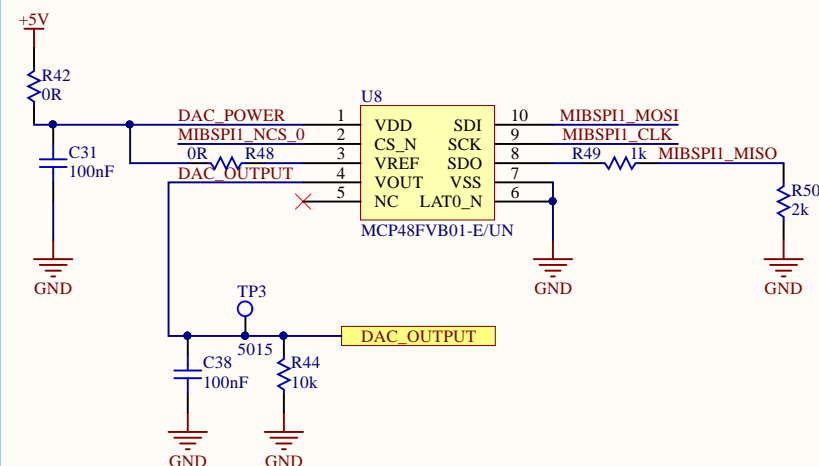 +5V
R42
0R
U8
DAC_POWER 1 VDD SDI 10 MIBSPI1_MOSI
MIBSPI1_NCS_0 2 CS_N SCK 9 MIBSPI1_CLK
C31 0R R48 3 VREF SDO 8 R49 1k MIBSPI1_MISO
100nF
DAC_OUTPUT 4 VOUT VSS 7
R50
2k
5 NC LAT0_N 6
MCP48FVB01-E/UN
GND GND GND
TP3
5015
DAC_OUTPUT
C38 R44
100nF 10k
GND GND